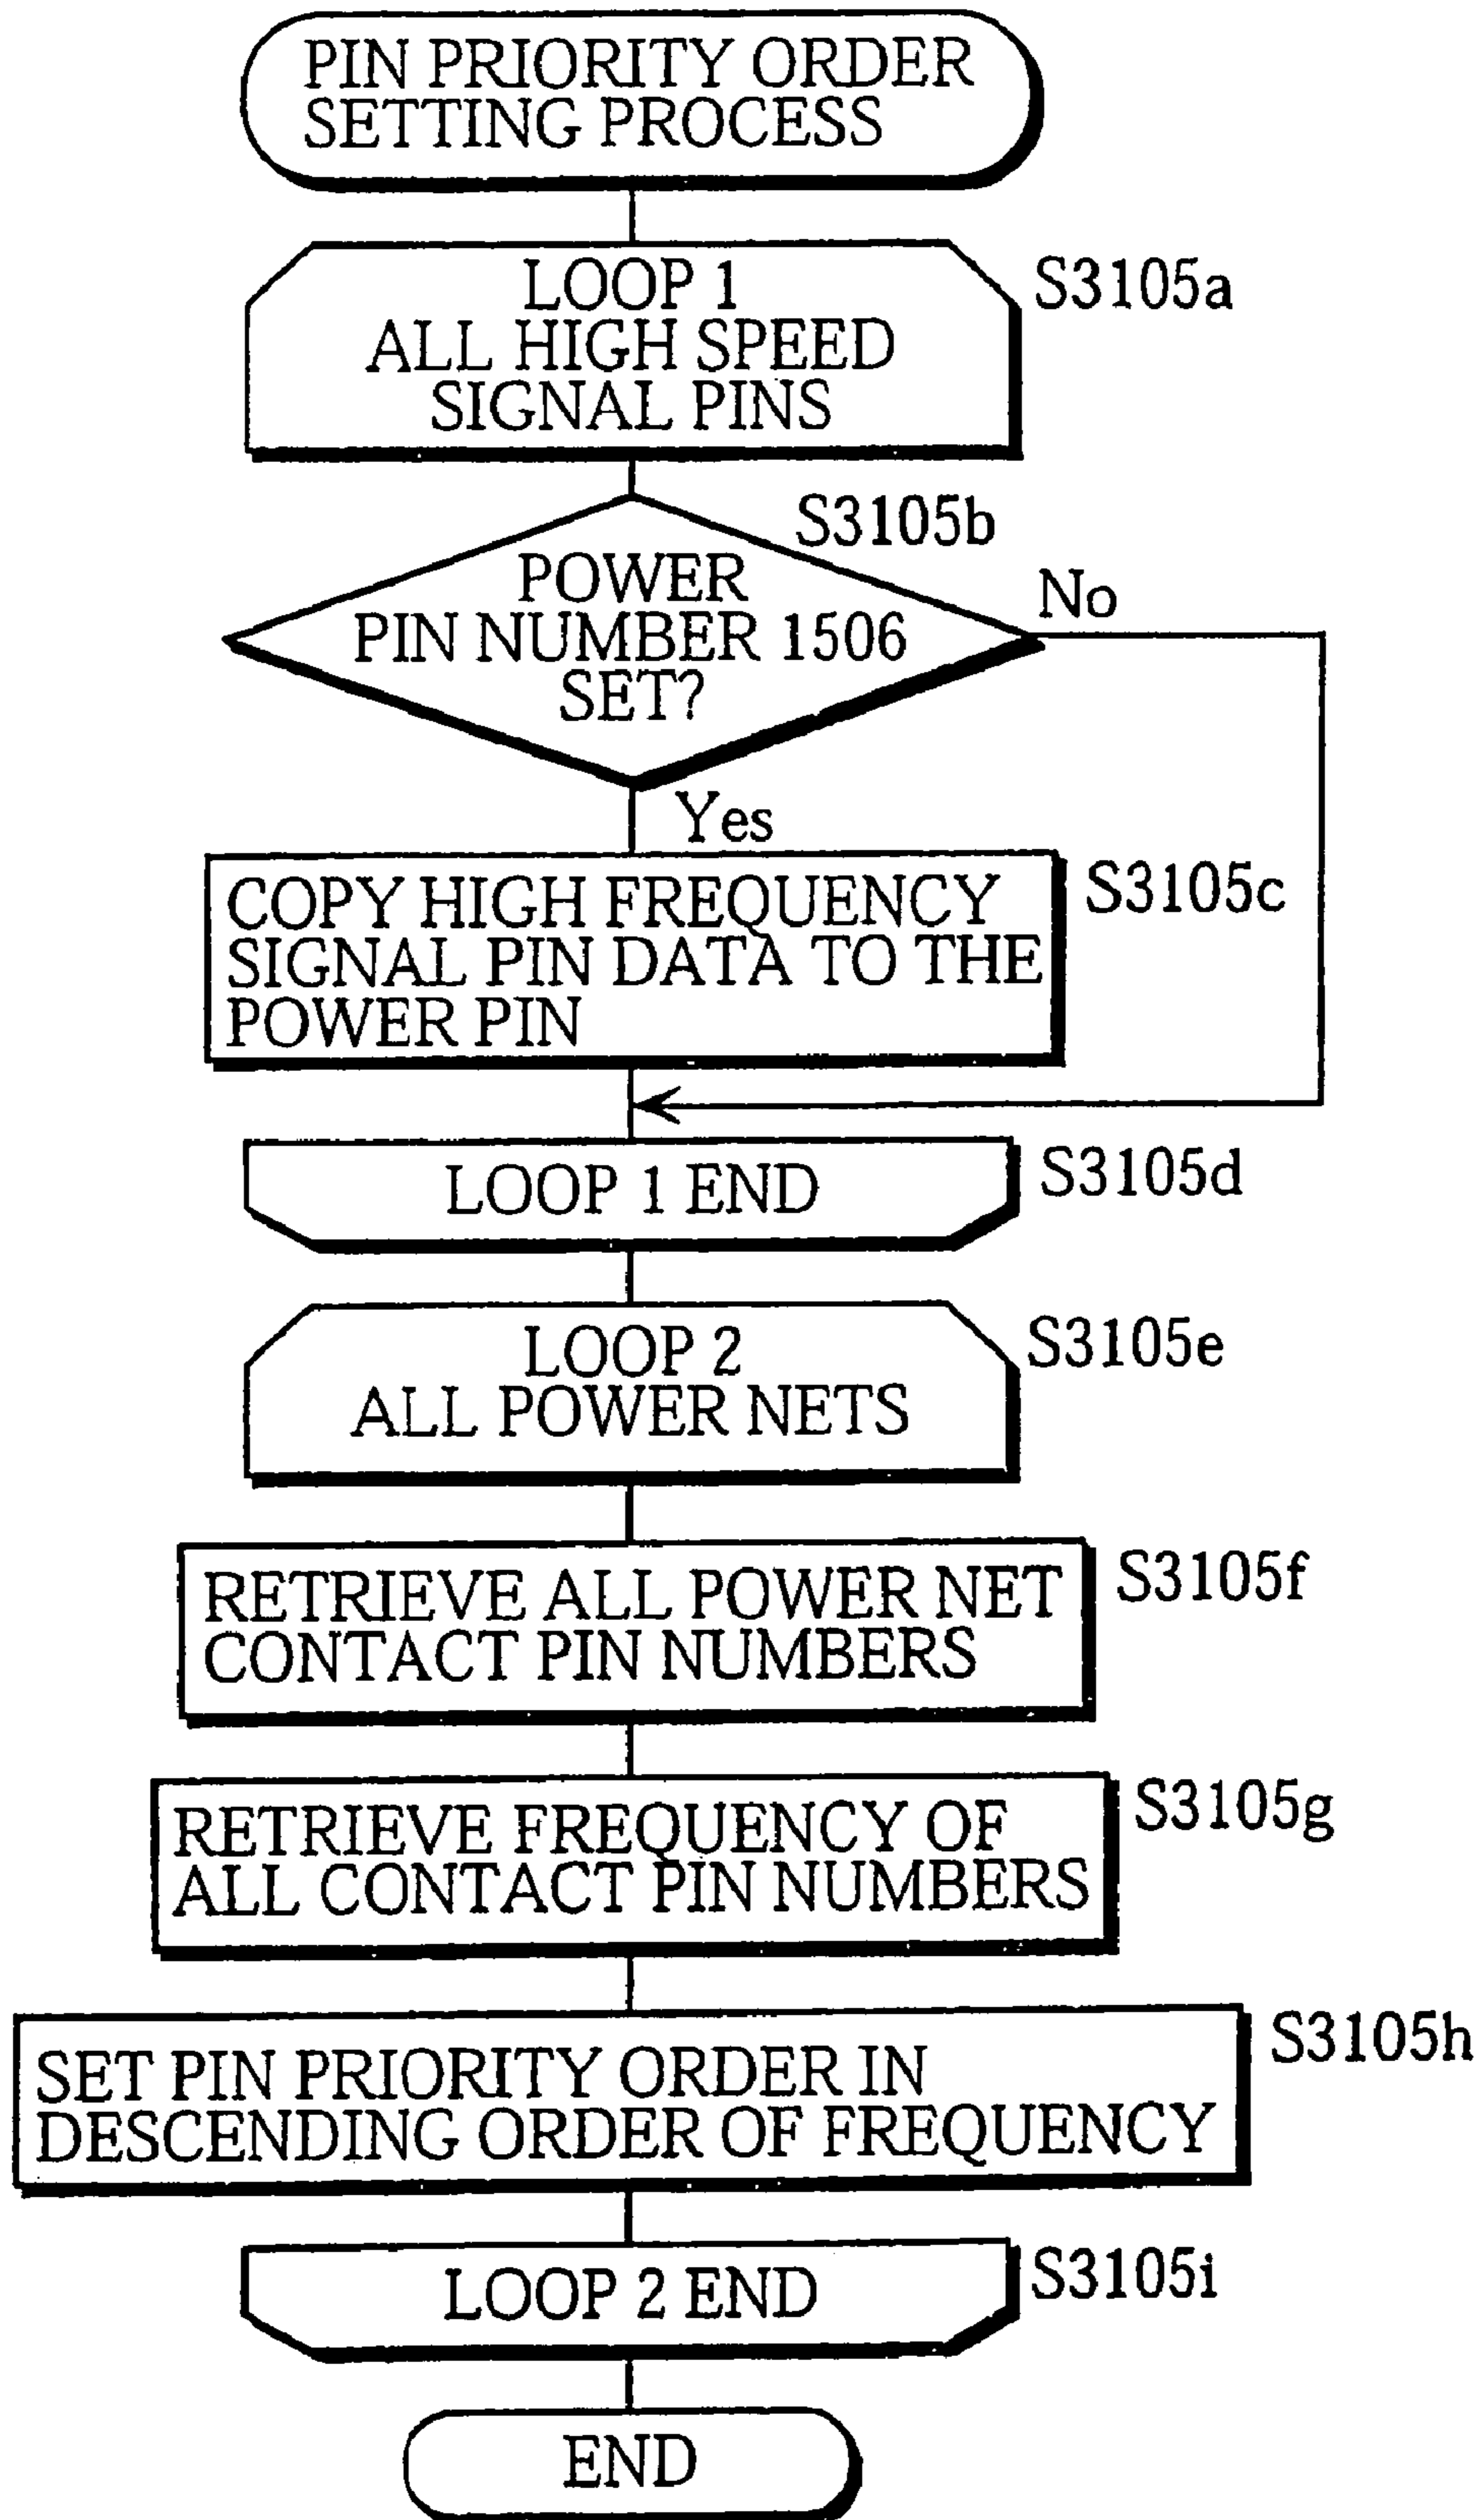 PIN PRIORITY ORDER
SETTING PROCESS
LOOP 1
ALL HIGH SPEED
SIGNAL PINS
S3105a
S3105b
POWER
PIN NUMBER 1506
SET?
No
Yes
COPY HIGH FREQUENCY
SIGNAL PIN DATA TO THE
POWER PIN
S3105c
LOOP 1 END
S3105d
LOOP 2
ALL POWER NETS
S3105e
RETRIEVE ALL POWER NET
CONTACT PIN NUMBERS
S3105f
RETRIEVE FREQUENCY OF
ALL CONTACT PIN NUMBERS
S3105g
SET PIN PRIORITY ORDER IN
DESCENDING ORDER OF FREQUENCY
S3105h
LOOP 2 END
S3105i
END